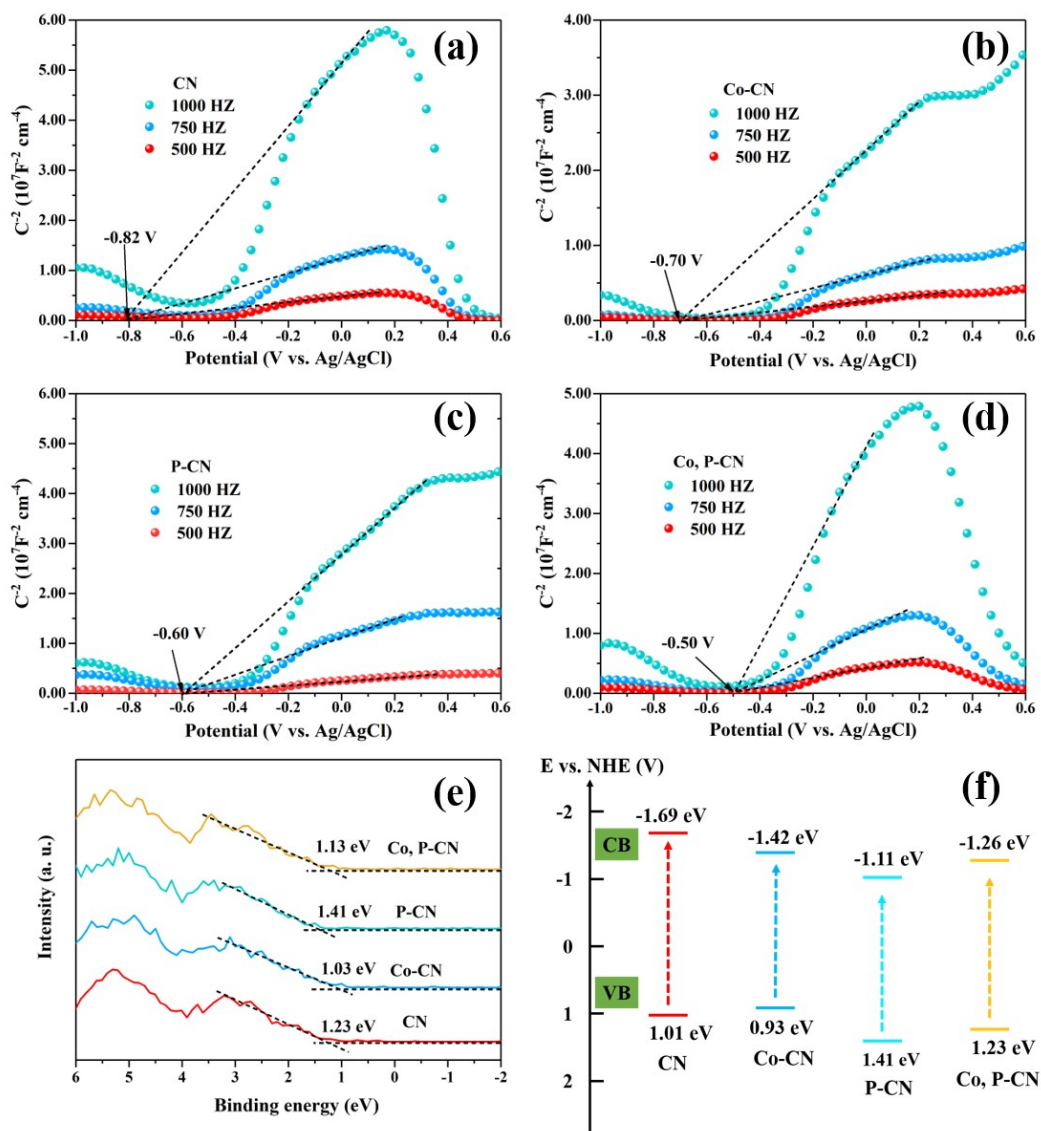 (a)
CN
1000 HZ
750 HZ
500 HZ
-0.82 V
6.00
5.00
4.00
3.00
2.00
1.00
0.00
C⁻² (10⁷F⁻² cm⁻⁴)
-1.0 -0.8 -0.6 -0.4 -0.2 0.0 0.2 0.4 0.6
Potential (V vs. Ag/AgCl)
(b)
Co-CN
1000 HZ
750 HZ
500 HZ
-0.70 V
4.00
3.00
2.00
1.00
0.00
C⁻² (10⁷F⁻² cm⁻⁴)
-1.0 -0.8 -0.6 -0.4 -0.2 0.0 0.2 0.4 0.6
Potential (V vs. Ag/AgCl)
(c)
P-CN
1000 HZ
750 HZ
500 HZ
-0.60 V
6.00
5.00
4.00
3.00
2.00
1.00
0.00
C⁻² (10⁷F⁻² cm⁻⁴)
-1.0 -0.8 -0.6 -0.4 -0.2 0.0 0.2 0.4 0.6
Potential (V vs. Ag/AgCl)
(d)
Co, P-CN
1000 HZ
750 HZ
500 HZ
-0.50 V
5.00
4.00
3.00
2.00
1.00
0.00
C⁻² (10⁷F⁻² cm⁻⁴)
-1.0 -0.8 -0.6 -0.4 -0.2 0.0 0.2 0.4 0.6
Potential (V vs. Ag/AgCl)
(e)
1.13 eV Co, P-CN
1.41 eV P-CN
1.03 eV Co-CN
1.23 eV CN
Intensity (a. u.)
6 5 4 3 2 1 0 -1 -2
Binding energy (eV)
E vs. NHE (V)
(f)
-2
-1
0
1
2
CB
VB
-1.69 eV
1.01 eV
CN
-1.42 eV
0.93 eV
Co-CN
-1.11 eV
1.41 eV
P-CN
-1.26 eV
1.23 eV
Co, P-CN